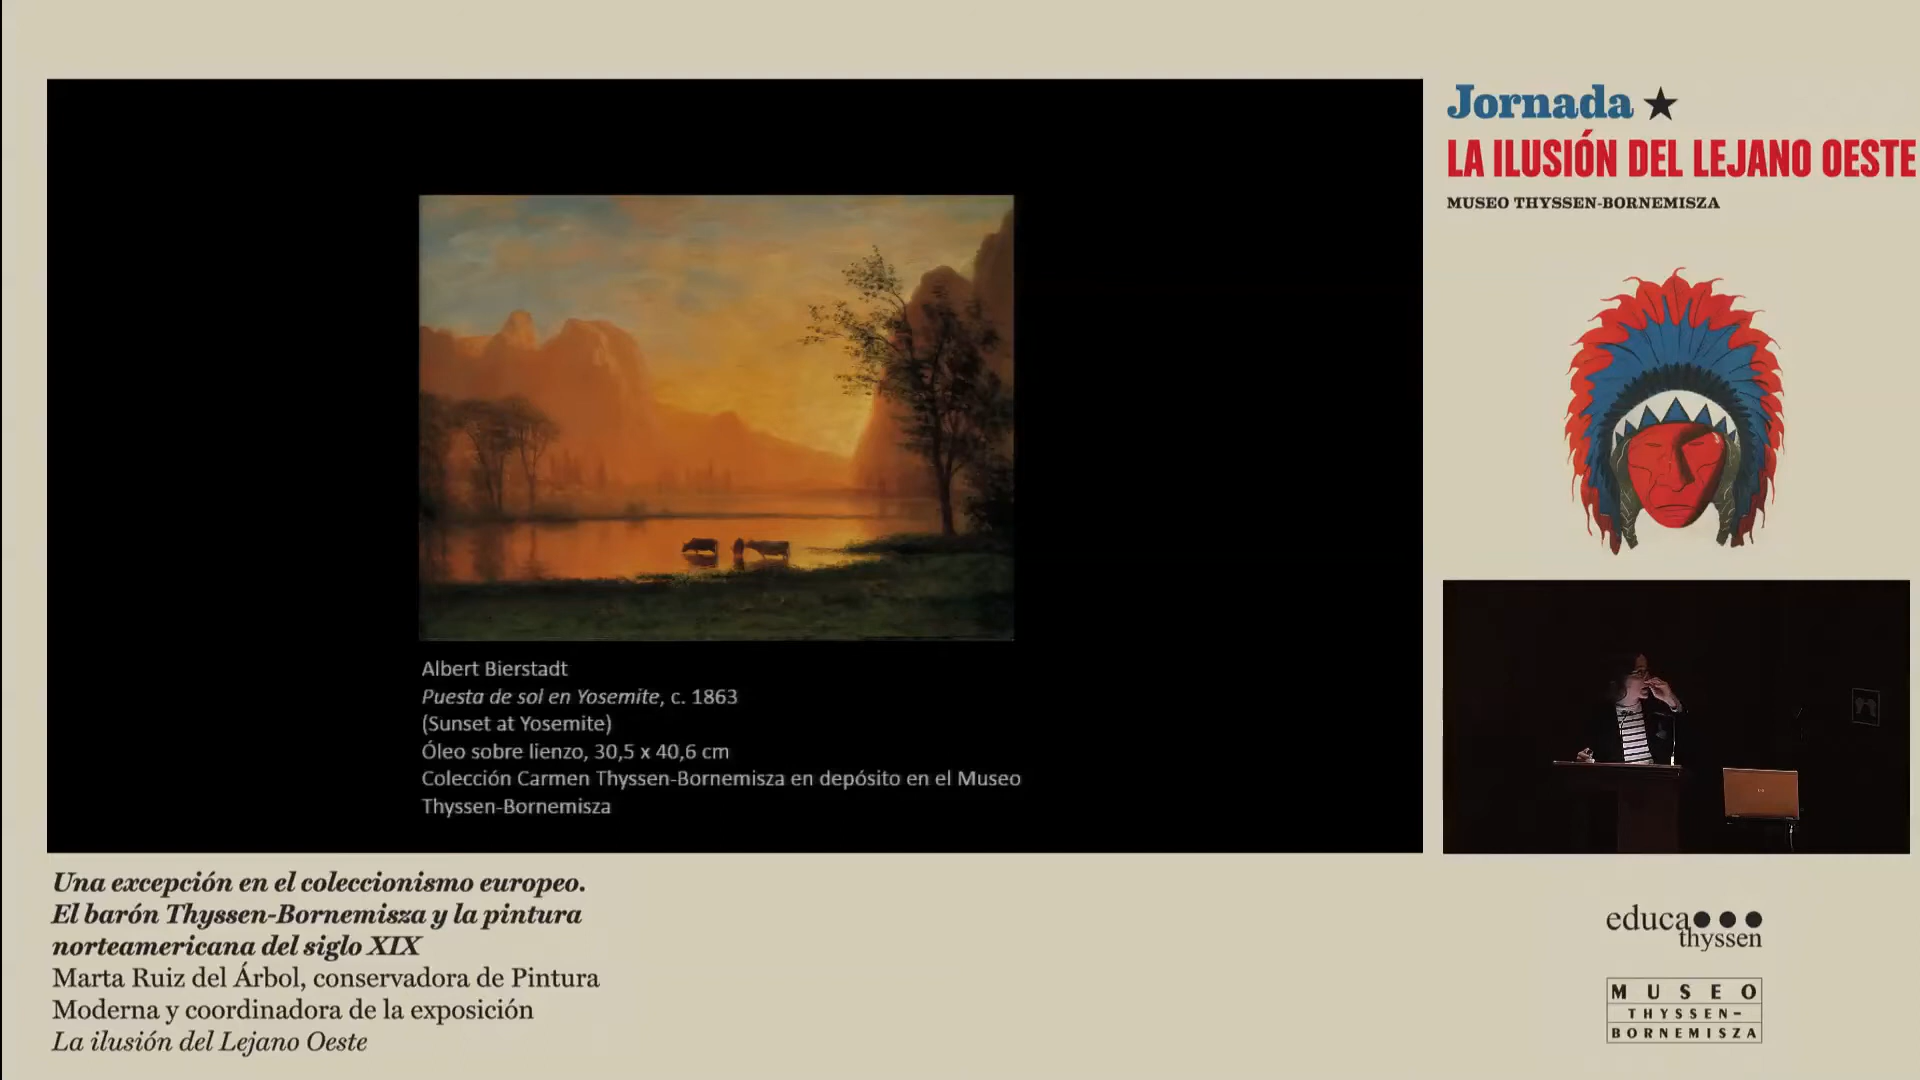 Jornada ★
LA ILUSIÓN DEL LEJANO OESTE
MUSEO THYSSEN-BORNEMISZA
Albert Bierstadt
Puesta de sol en Yosemite, c. 1863
(Sunset at Yosemite)
Óleo sobre lienzo, 30,5 x 40,6 cm
Colección Carmen Thyssen-Bornemisza en depósito en el Museo
Thyssen-Bornemisza
Una excepción en el coleccionismo europeo.
El barón Thyssen-Bornemisza y la pintura
norteamericana del siglo XIX
Marta Ruiz del Árbol, conservadora de Pintura
Moderna y coordinadora de la exposición
La ilusión del Lejano Oeste
educa●●●
thyssen
MUSEO
THYSSEN-
BORNEMISZA